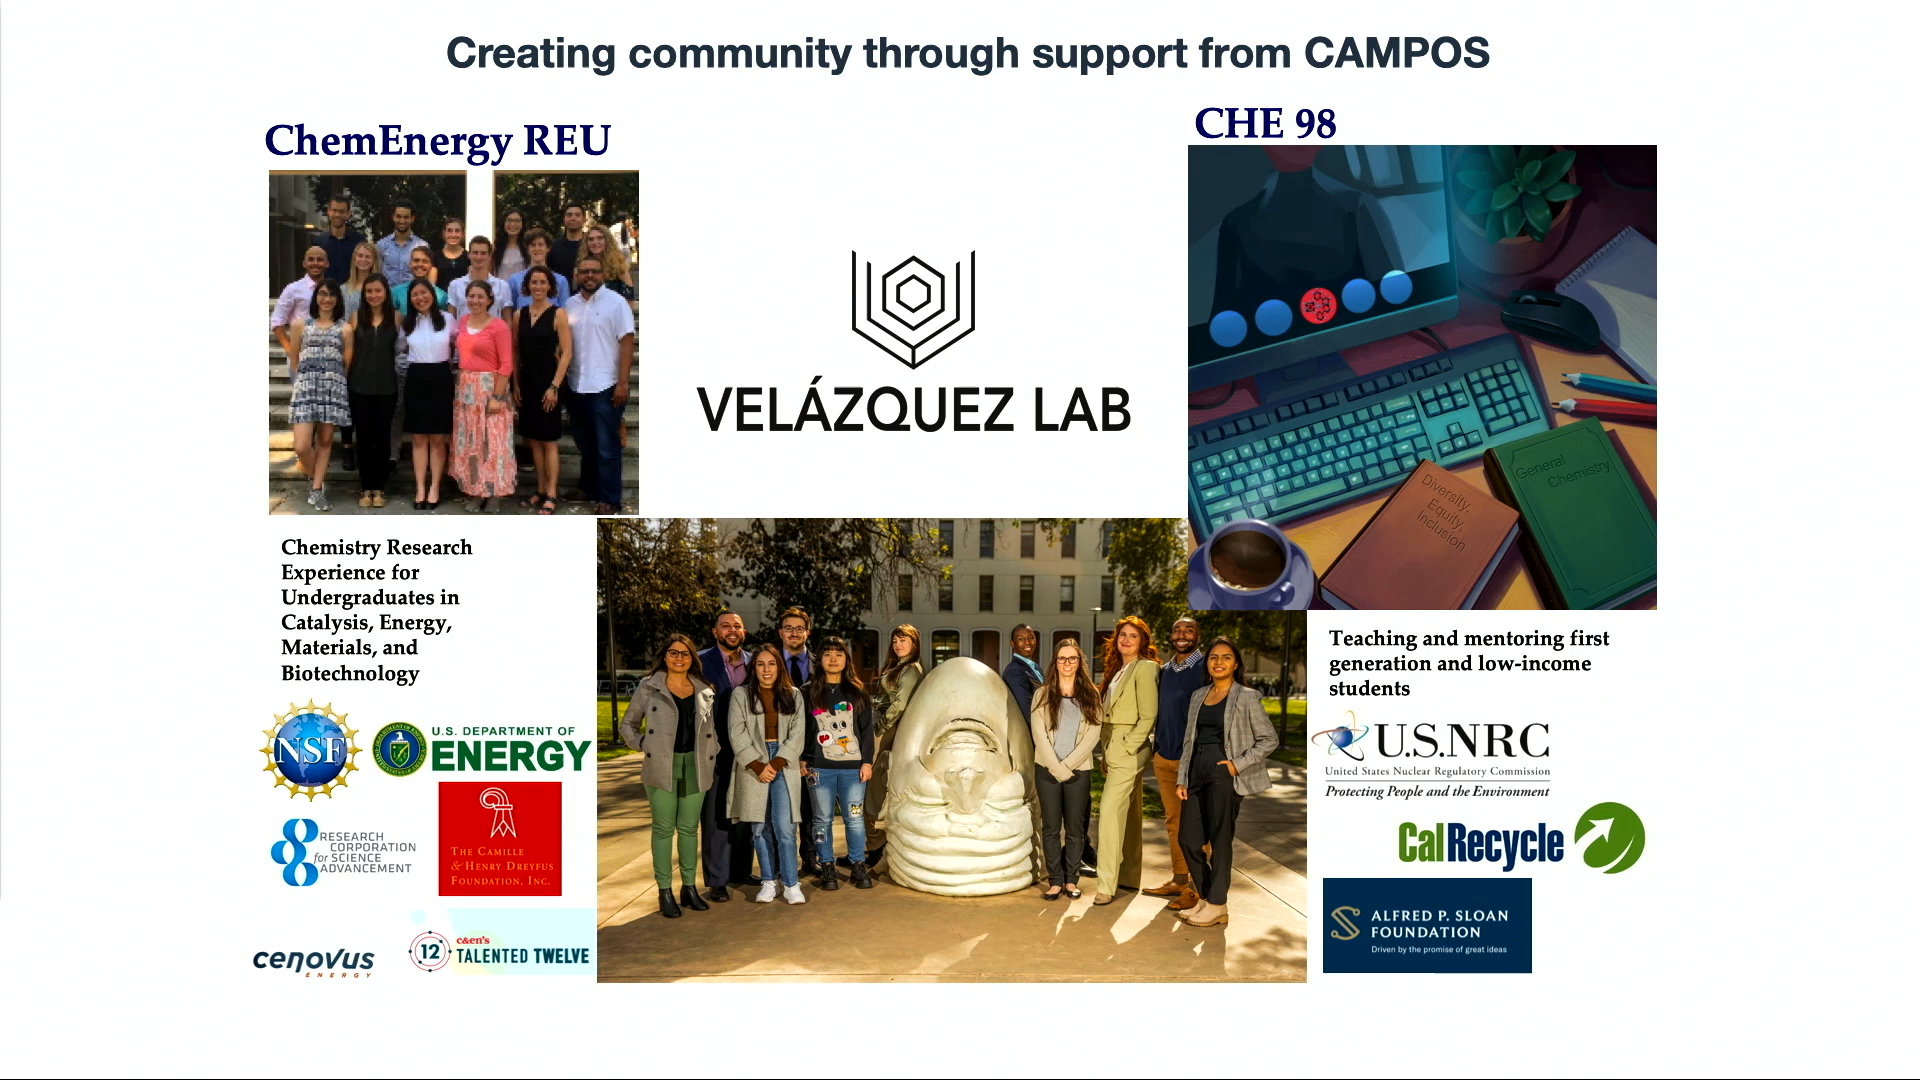 Creating community through support from CAMPOS
ChemEnergy REU
CHE 98
VELÁZQUEZ LAB
General
Chemistry
Diversity,
Equity,
Inclusion
Chemistry Research
Experience for
Undergraduates in
Catalysis, Energy,
Materials, and
Biotechnology
Teaching and mentoring first
generation and low-income
students
NSF
U.S. DEPARTMENT OF
ENERGY
RESEARCH
CORPORATION
for SCIENCE
ADVANCEMENT
THE CAMILLE
& HENRY DREYFUS
FOUNDATION, INC.
cenovus
ENERGY
12
c&en's
TALENTED TWELVE
U.S.NRC
United States Nuclear Regulatory Commission
Protecting People and the Environment
CalRecycle
ALFRED P. SLOAN
FOUNDATION
Driven by the promise of great ideas